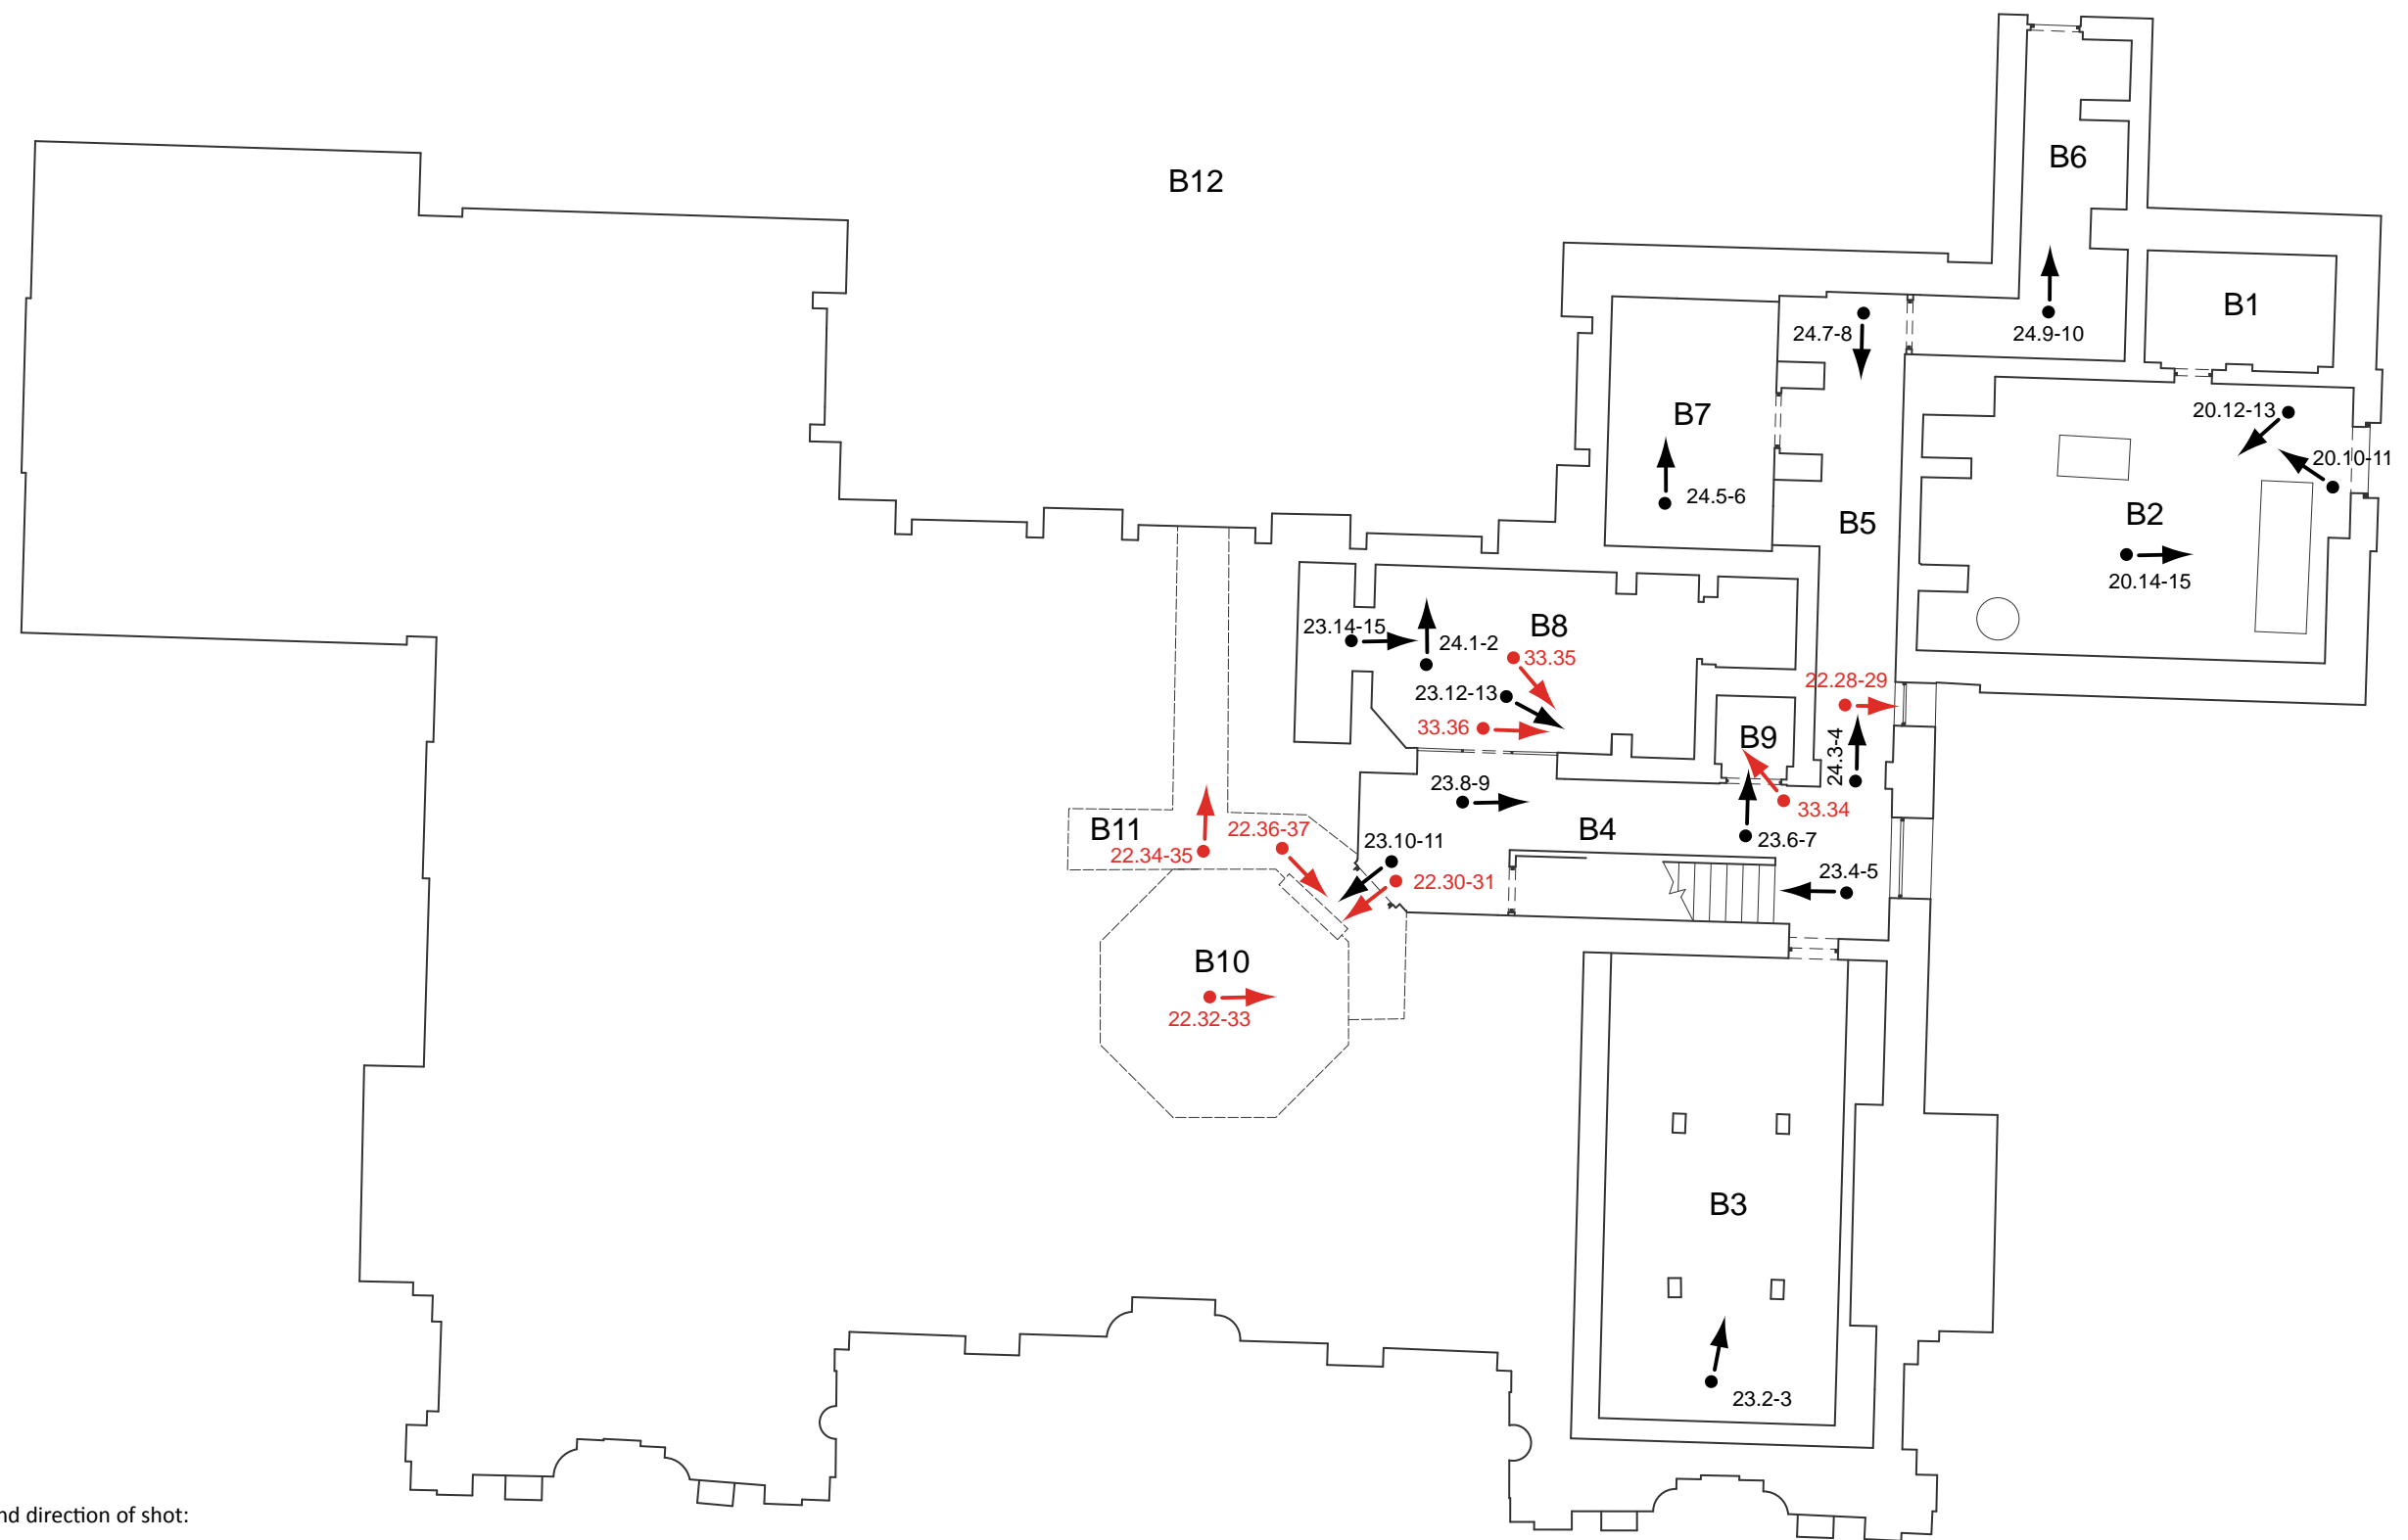 B12
B6
B1
24.7-8
24.9-10
20.12-13
B7
20.10-11
24.5-6
B2
B5
20.14-15
23.14-15
B8
24.1-2
33.35
22.28-29
23.12-13
33.36
B9
24.3-4
23.8-9
33.34
B11
22.36-37
B4
23.10-11
23.6-7
22.34-35
23.4-5
22.30-31
B10
22.32-33
B3
23.2-3
nd direction of shot: